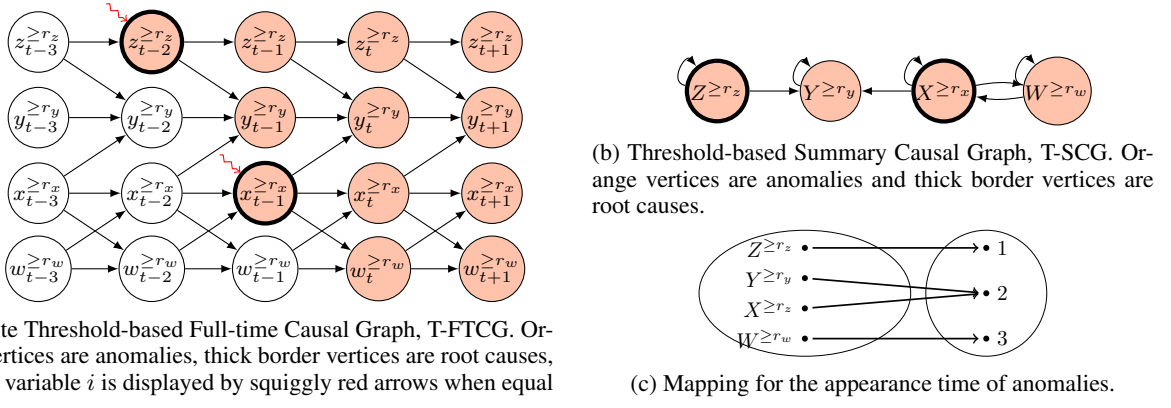 z_{t-3}^{≥r_z} z_{t-2}^{≥r_z} z_{t-1}^{≥r_z} z_t^{≥r_z} z_{t+1}^{≥r_z}
y_{t-3}^{≥r_y} y_{t-2}^{≥r_y} y_{t-1}^{≥r_y} y_t^{≥r_y} y_{t+1}^{≥r_y}
x_{t-3}^{≥r_x} x_{t-2}^{≥r_x} x_{t-1}^{≥r_x} x_t^{≥r_x} x_{t+1}^{≥r_x}
w_{t-3}^{≥r_w} w_{t-2}^{≥r_w} w_{t-1}^{≥r_w} w_t^{≥r_w} w_{t+1}^{≥r_w}
te Threshold-based Full-time Causal Graph, T-FTCG. Or-
ertices are anomalies, thick border vertices are root causes,
variable i is displayed by squiggly red arrows when equal
Z^{≥r_z} Y^{≥r_y} X^{≥r_x} W^{≥r_w}
(b) Threshold-based Summary Causal Graph, T-SCG. Or-
ange vertices are anomalies and thick border vertices are
root causes.
Z^{≥r_z} 1
Y^{≥r_y}
2
X^{≥r_z}
W^{≥r_w} 3
(c) Mapping for the appearance time of anomalies.